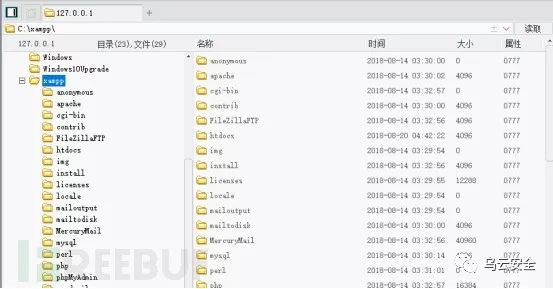 127.0.0.1
C:\xampp\ 读取
127.0.0.1 目录(23),文件(29) 名称 时间 大小 属性
Windows
Windows10Upgrade
xampp
anonymous
apache
cgi-bin
contrib
FileZillaFTP
htdocs
img
install
licenses
locale
mailoutput
mailtodisk
MercuryMail
mysql
perl
php
phpMyAdmin
anonymous 2018-08-14 03:30:00 0 0777
apache 2018-08-14 03:30:02 4096 0777
cgi-bin 2018-08-14 03:32:57 0 0777
contrib 2018-08-14 03:30:00 0 0777
FileZillaFTP 2018-08-14 03:32:56 4096 0777
htdocs 2018-08-20 04:42:22 4096 0777
img 2018-08-14 03:29:54 0 0777
install 2018-08-14 03:32:56 4096 0777
licenses 2018-08-14 03:29:55 12288 0777
locale 2018-08-14 03:29:54 0 0777
mailoutput 2018-08-14 03:29:54 0 0777
mailtodisk 2018-08-14 03:30:00 4096 0777
MercuryMail 2018-08-14 03:32:56 40960 0777
mysql 2018-08-14 03:30:14 0777
perl 2018-08-14 03:31:01 0 0777
php 2018-08-14 03:32:57 16384 0777
REEBUF
乌云安全